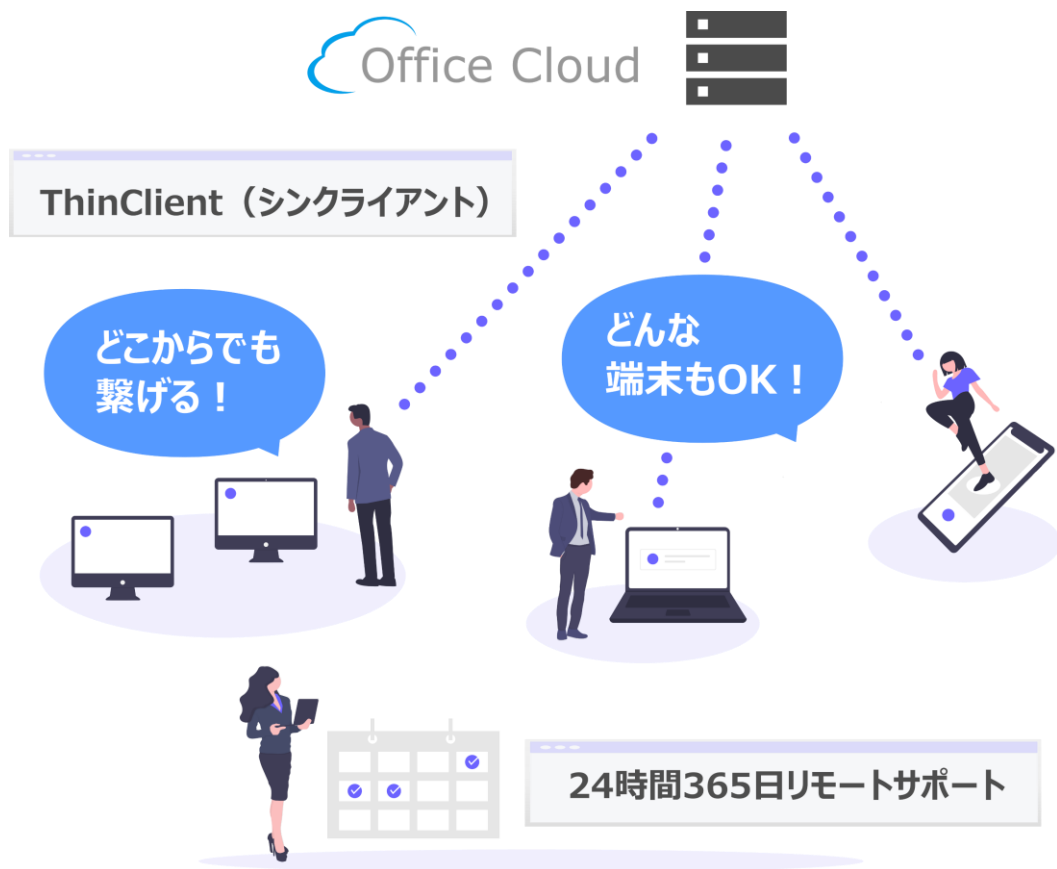 Office Cloud
ThinClient（シンクライアント）
どこからでも
繋げる！
どんな
端末もOK！
24時間365日リモートサポート